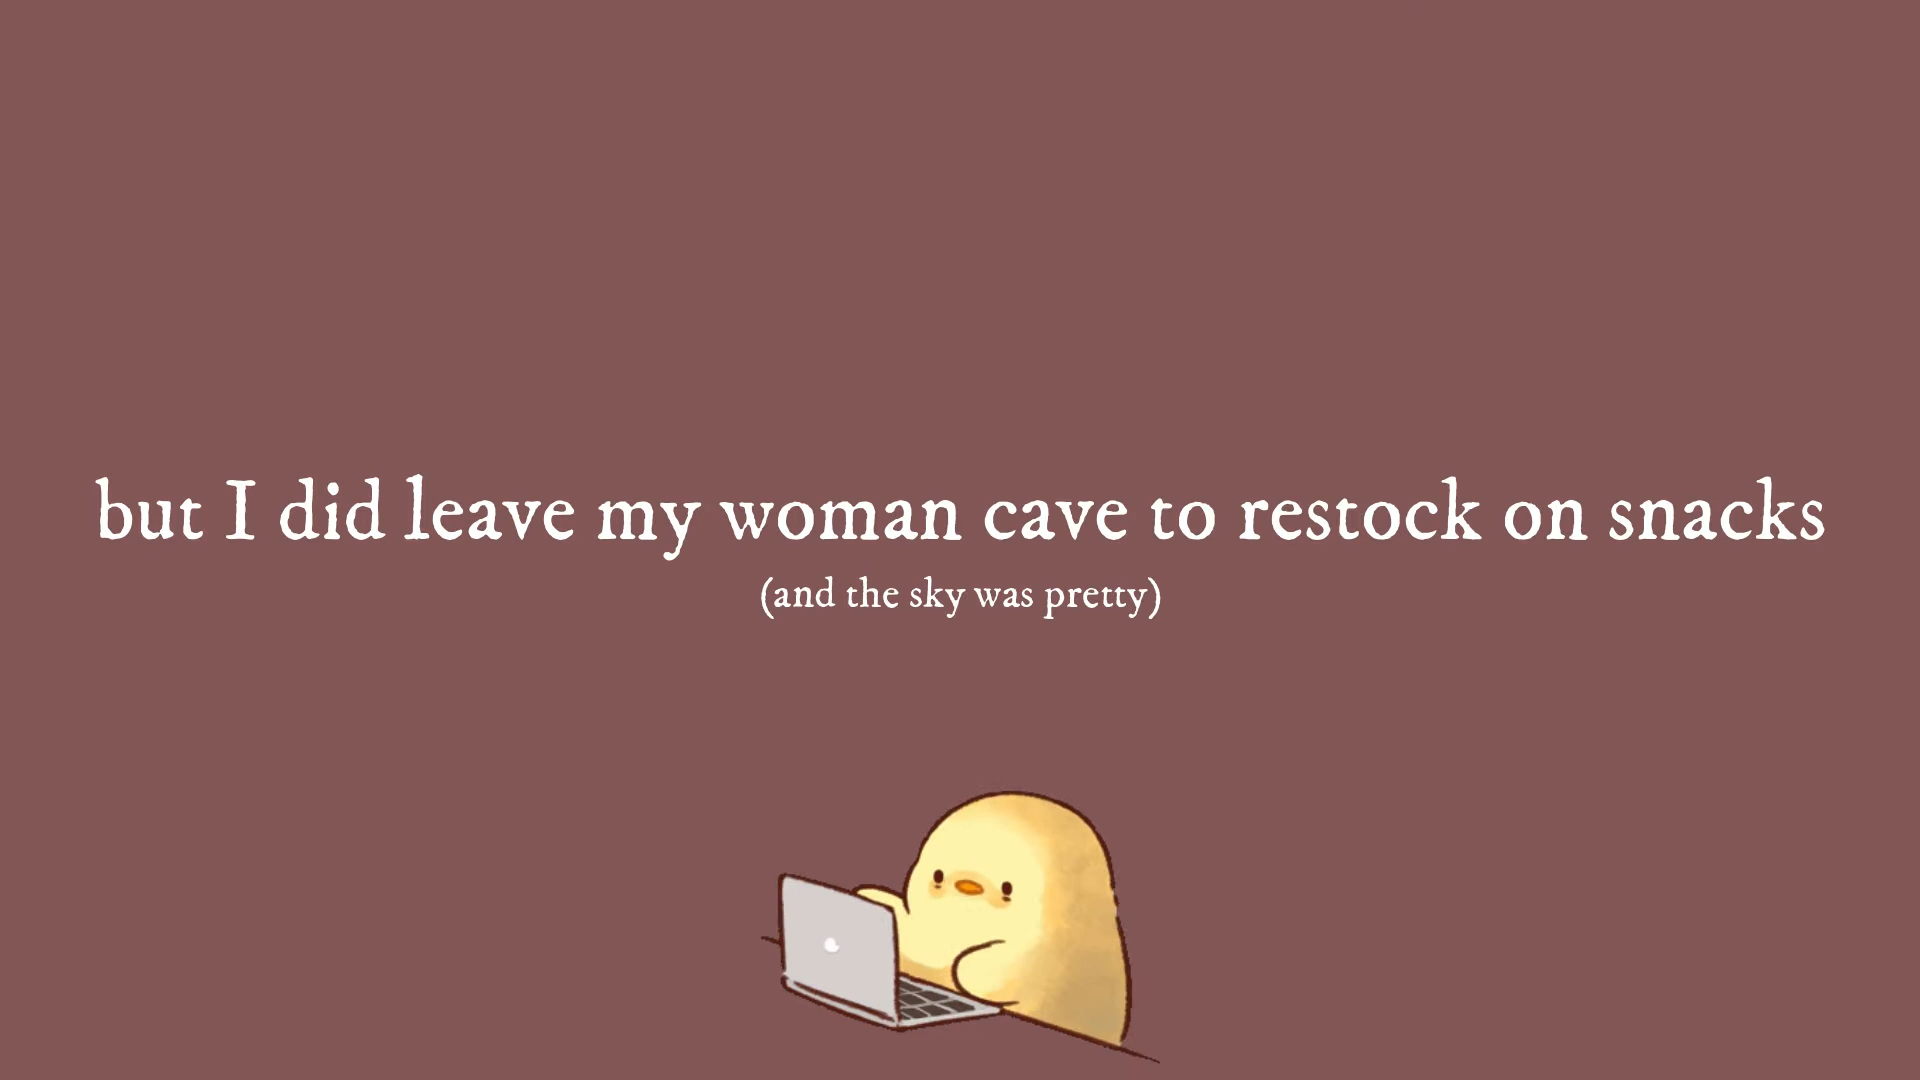 but I did leave my woman cave to restock on snacks
(and the sky was pretty)